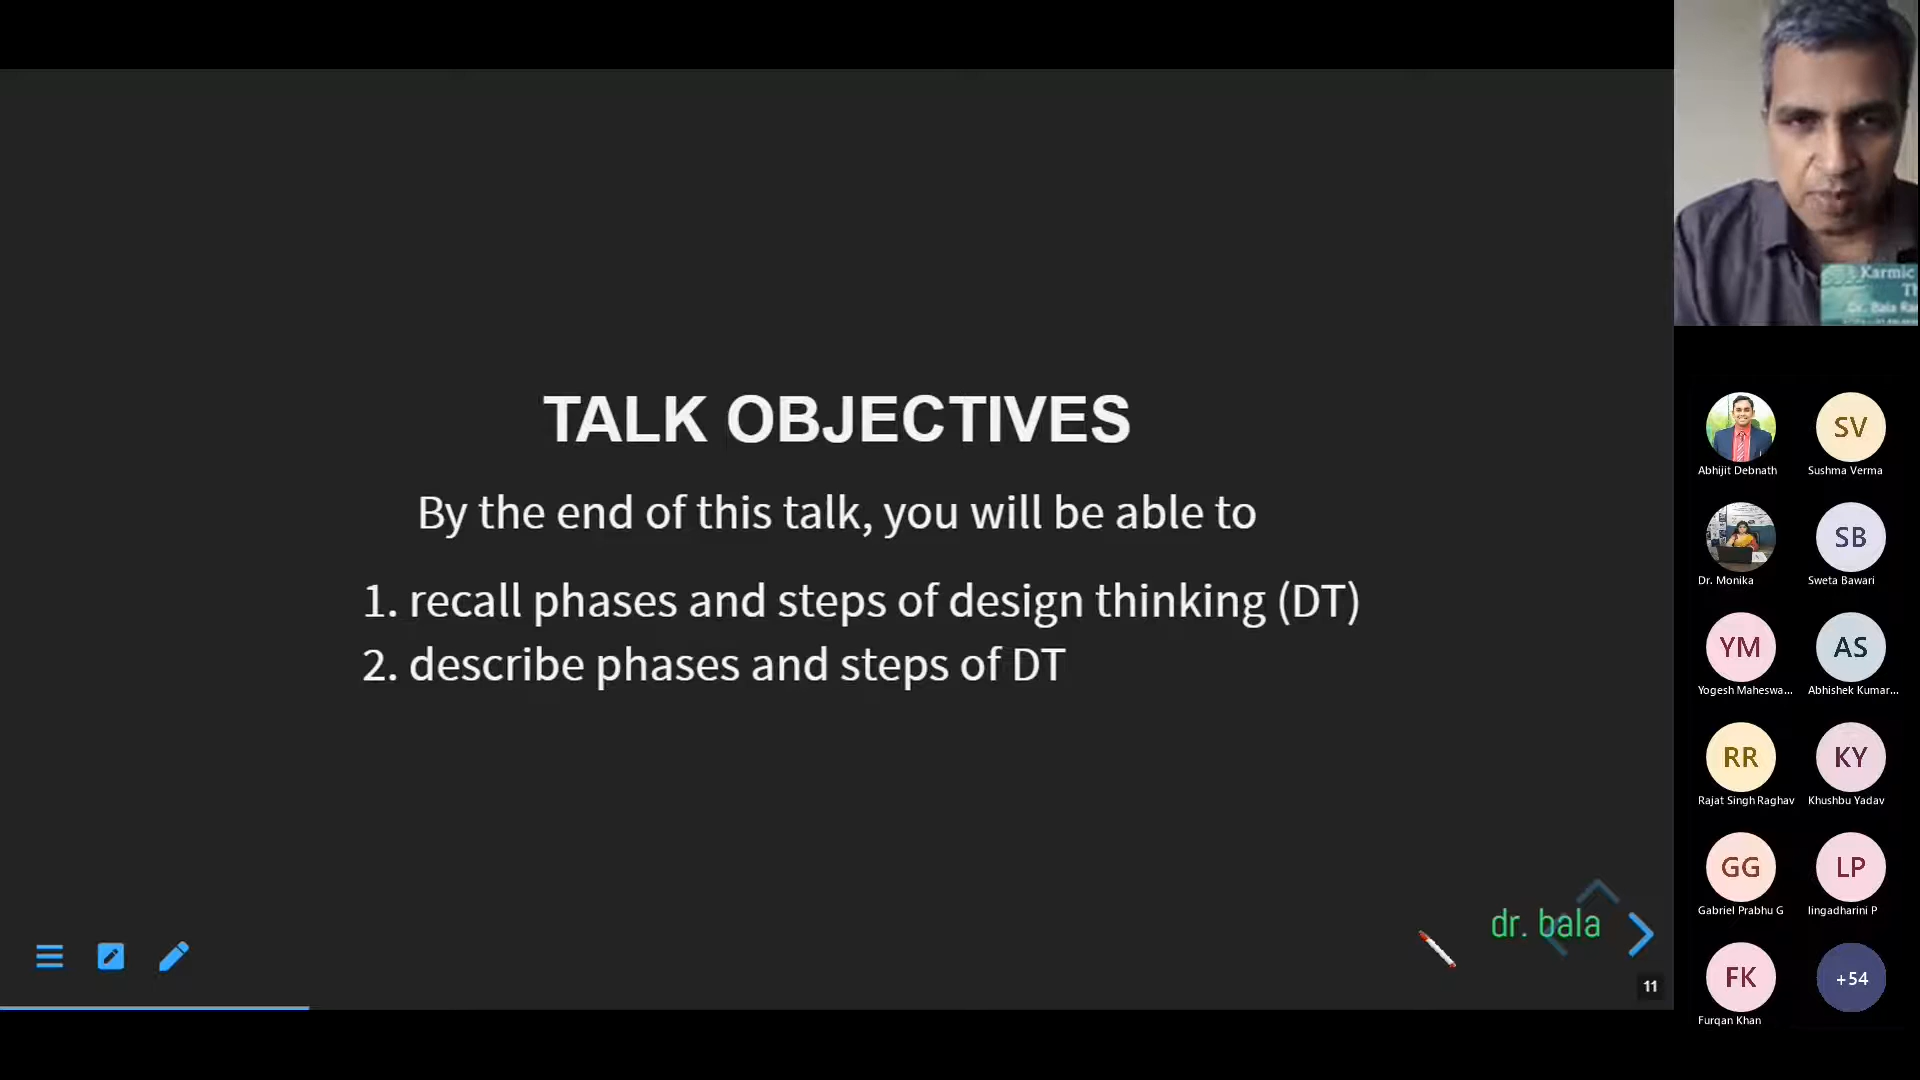 TALK OBJECTIVES
By the end of this talk, you will be able to
1. recall phases and steps of design thinking (DT)
2. describe phases and steps of DT
dr. bala
11
Karmic
Dr. Bala
Abhijit Debnath
SV
Sushma Verma
Dr. Monika
SB
Sweta Bawari
YM
Yogesh Maheswa...
AS
Abhishek Kumar...
RR
Rajat Singh Raghav
KY
Khushbu Yadav
GG
Gabriel Prabhu G
LP
lingadharini P
FK
Furqan Khan
+54